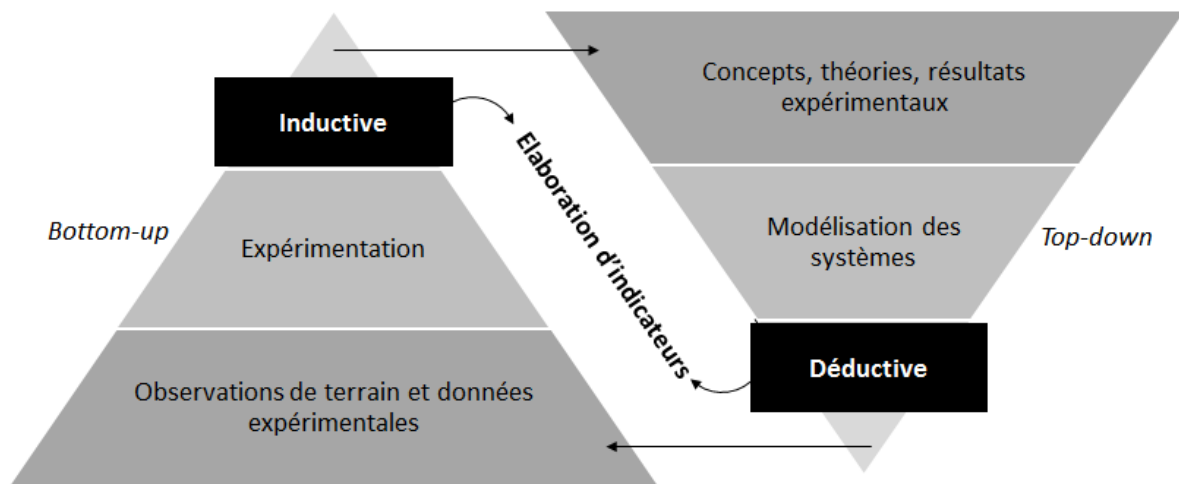 Concepts, théories, résultats
expérimentaux
Inductive
Elaboration d'indicateurs
Bottom-up
Expérimentation
Modélisation des
systèmes
Top-down
Déductive
Observations de terrain et données
expérimentales